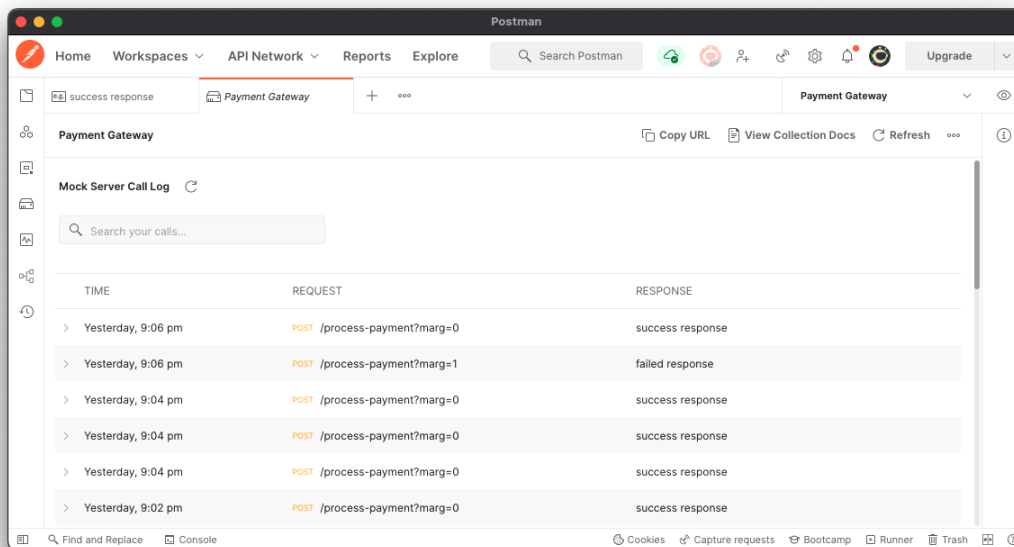 Postman
Home Workspaces API Network Reports Explore Search Postman Upgrade
success response Payment Gateway Payment Gateway
Payment Gateway Copy URL View Collection Docs Refresh
Mock Server Call Log
Search your calls...
TIME REQUEST RESPONSE
Yesterday, 9:06 pm POST /process-payment?marg=0 success response
Yesterday, 9:06 pm POST /process-payment?marg=1 failed response
Yesterday, 9:04 pm POST /process-payment?marg=0 success response
Yesterday, 9:04 pm POST /process-payment?marg=0 success response
Yesterday, 9:04 pm POST /process-payment?marg=0 success response
Yesterday, 9:02 pm POST /process-payment?marg=0 success response
Find and Replace Console Cookies Capture requests Bootcamp Runner Trash